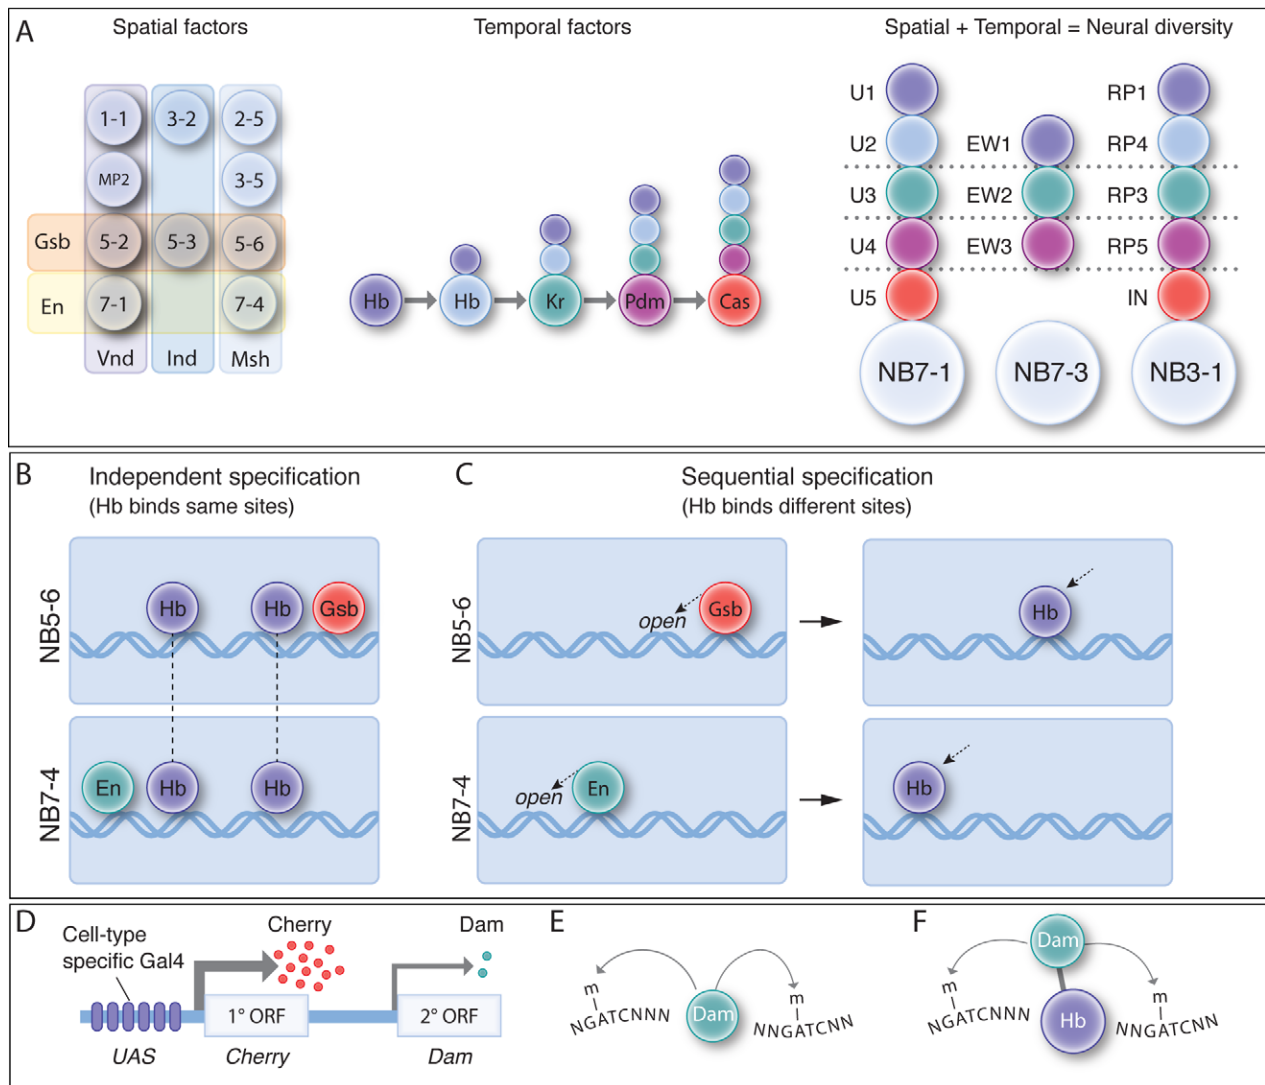 A
Spatial factors
Temporal factors
Spatial + Temporal = Neural diversity
1-1
3-2
2-5
MP2
3-5
Gsb
5-2
5-3
5-6
En
7-1
7-4
Vnd
Ind
Msh
Hb
Hb
Kr
Pdm
Cas
U1
U2
U3
U4
U5
NB7-1
EW1
EW2
EW3
NB7-3
RP1
RP4
RP3
RP5
IN
NB3-1
B
Independent specification
(Hb binds same sites)
NB5-6
Hb
Hb
Gsb
NB7-4
En
Hb
Hb
C
Sequential specification
(Hb binds different sites)
NB5-6
open
Gsb
Hb
NB7-4
open
En
Hb
D
Cell-type
specific Gal4
Cherry
Dam
1° ORF
2° ORF
UAS
Cherry
Dam
E
m
NGATCNNN
Dam
m
NNGATCNN
F
Dam
m
NGATCNNN
Hb
m
NNGATCNN